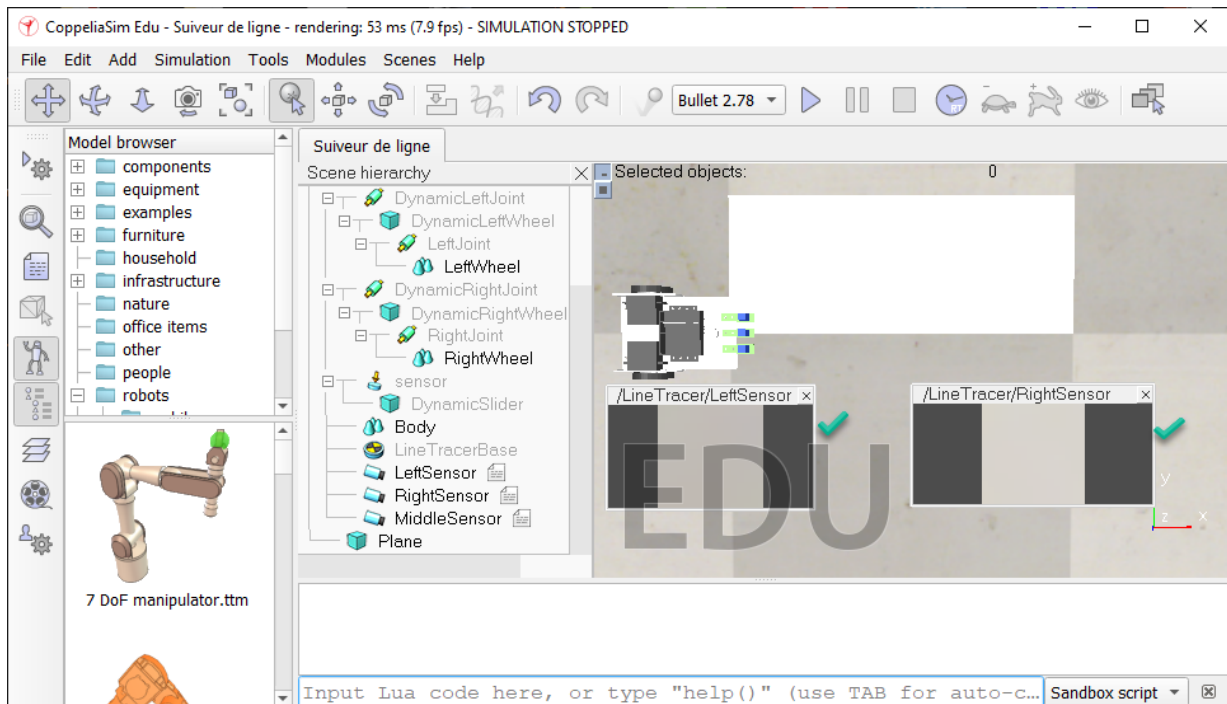 CoppeliaSim Edu - Suiveur de ligne - rendering: 53 ms (7.9 fps) - SIMULATION STOPPED
File Edit Add Simulation Tools Modules Scenes Help
Bullet 2.78
RT
Model browser
components
equipment
examples
furniture
household
infrastructure
nature
office items
other
people
robots
7 DoF manipulator.ttm
Suiveur de ligne
Scene hierarchy
DynamicLeftJoint
DynamicLeftWheel
LeftJoint
LeftWheel
DynamicRightJoint
DynamicRightWheel
RightJoint
RightWheel
sensor
DynamicSlider
Body
LineTracerBase
LeftSensor
RightSensor
MiddleSensor
Plane
Selected objects: 0
/LineTracer/LeftSensor
/LineTracer/RightSensor
EDU
y
z x
Input Lua code here, or type "help()" (use TAB for auto-c...
Sandbox script